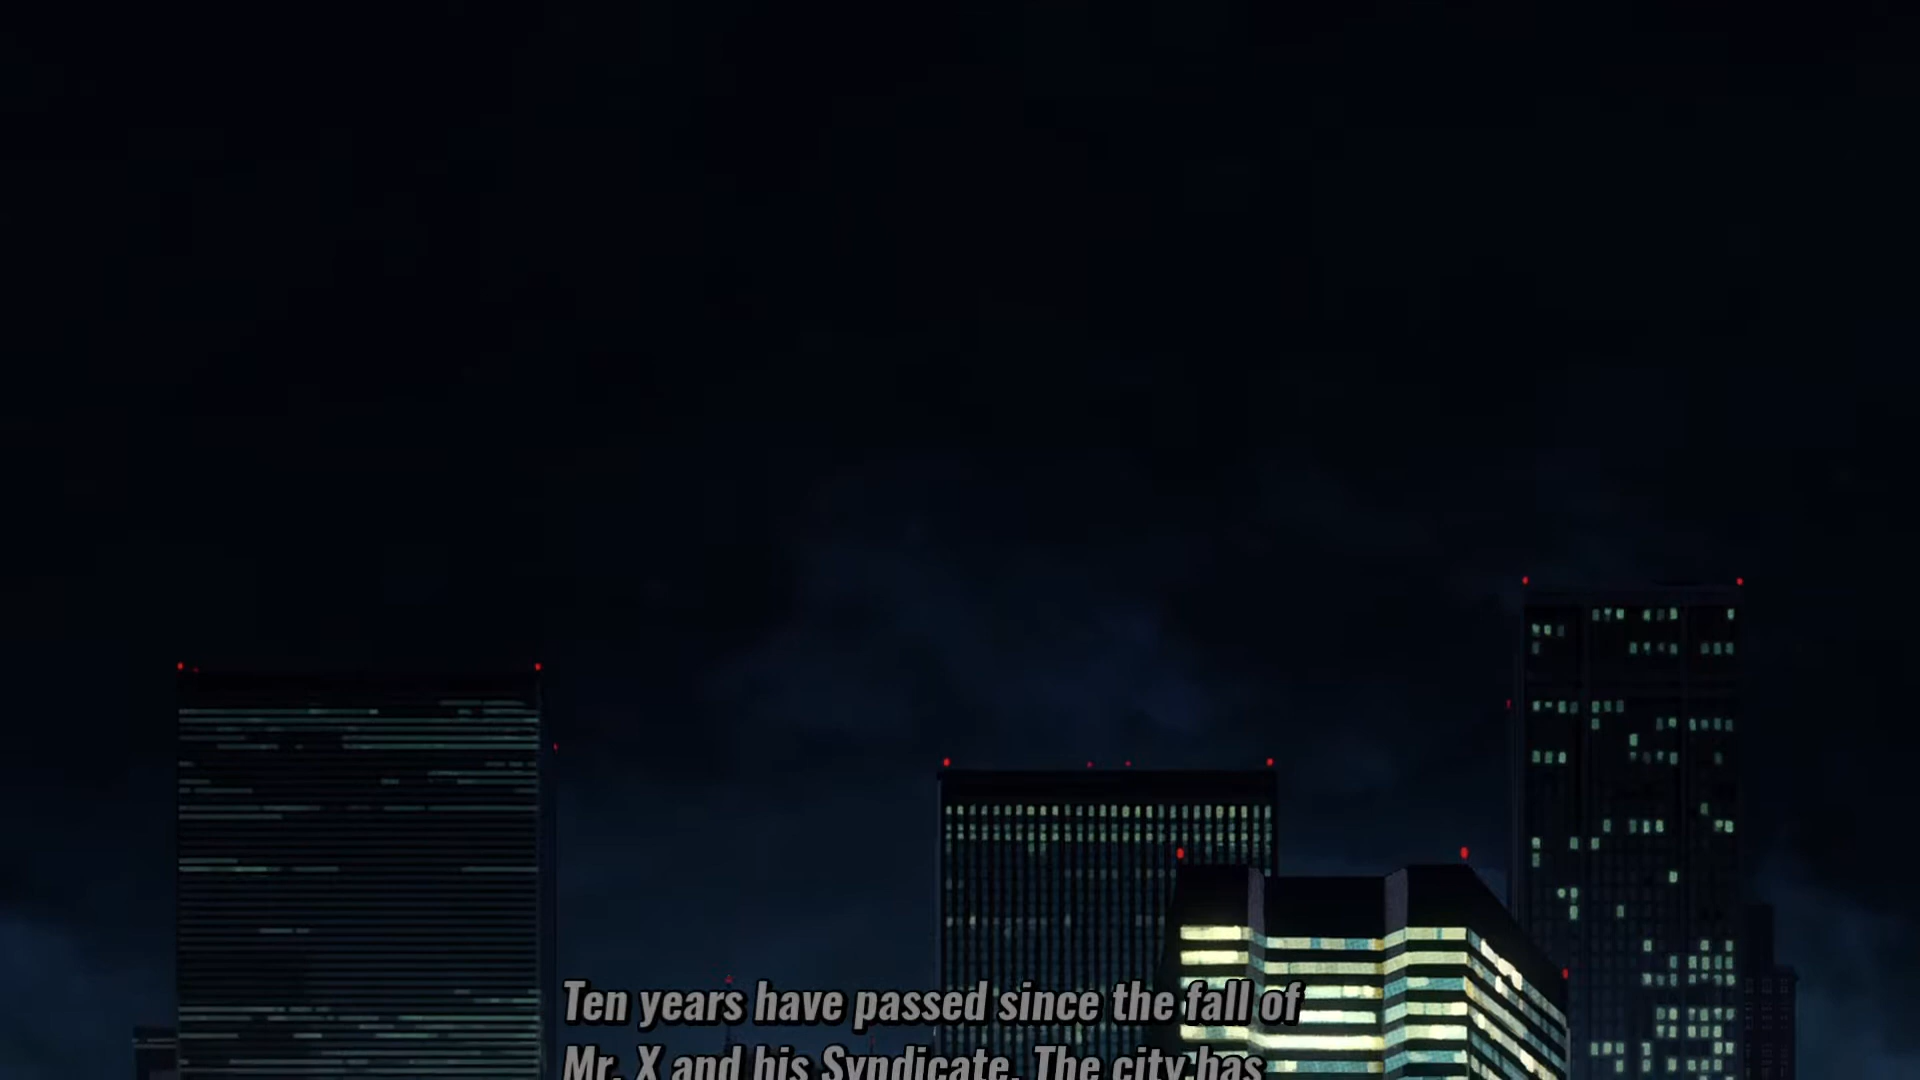 Ten years have passed since the fall of
Mr. X and his Syndicate. The city has